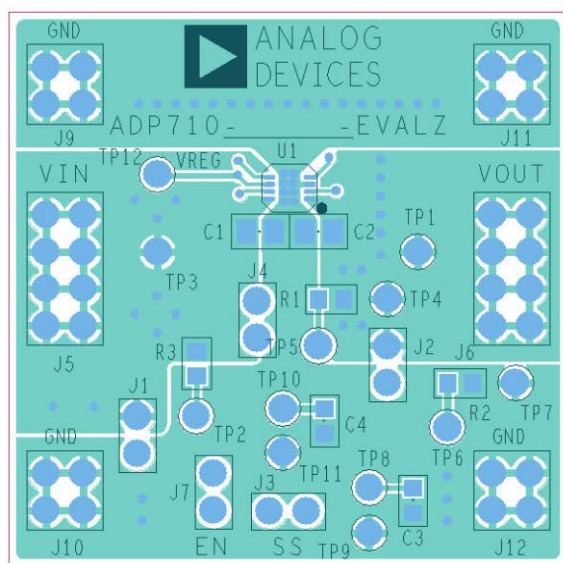 GND
ANALOG
DEVICES
GND
J9
ADP710_______-EVALZ
J11
TP12
VREG
U1
VIN
VOUT
C1
C2
TP1
TP3
J4
R1
TP4
J5
R3
TP5
J2
J6
J1
TP10
R2
TP7
TP2
C4
GND
TP11
TP8
TP6
GND
J7
J3
C3
J10
EN
SS
TP9
J12